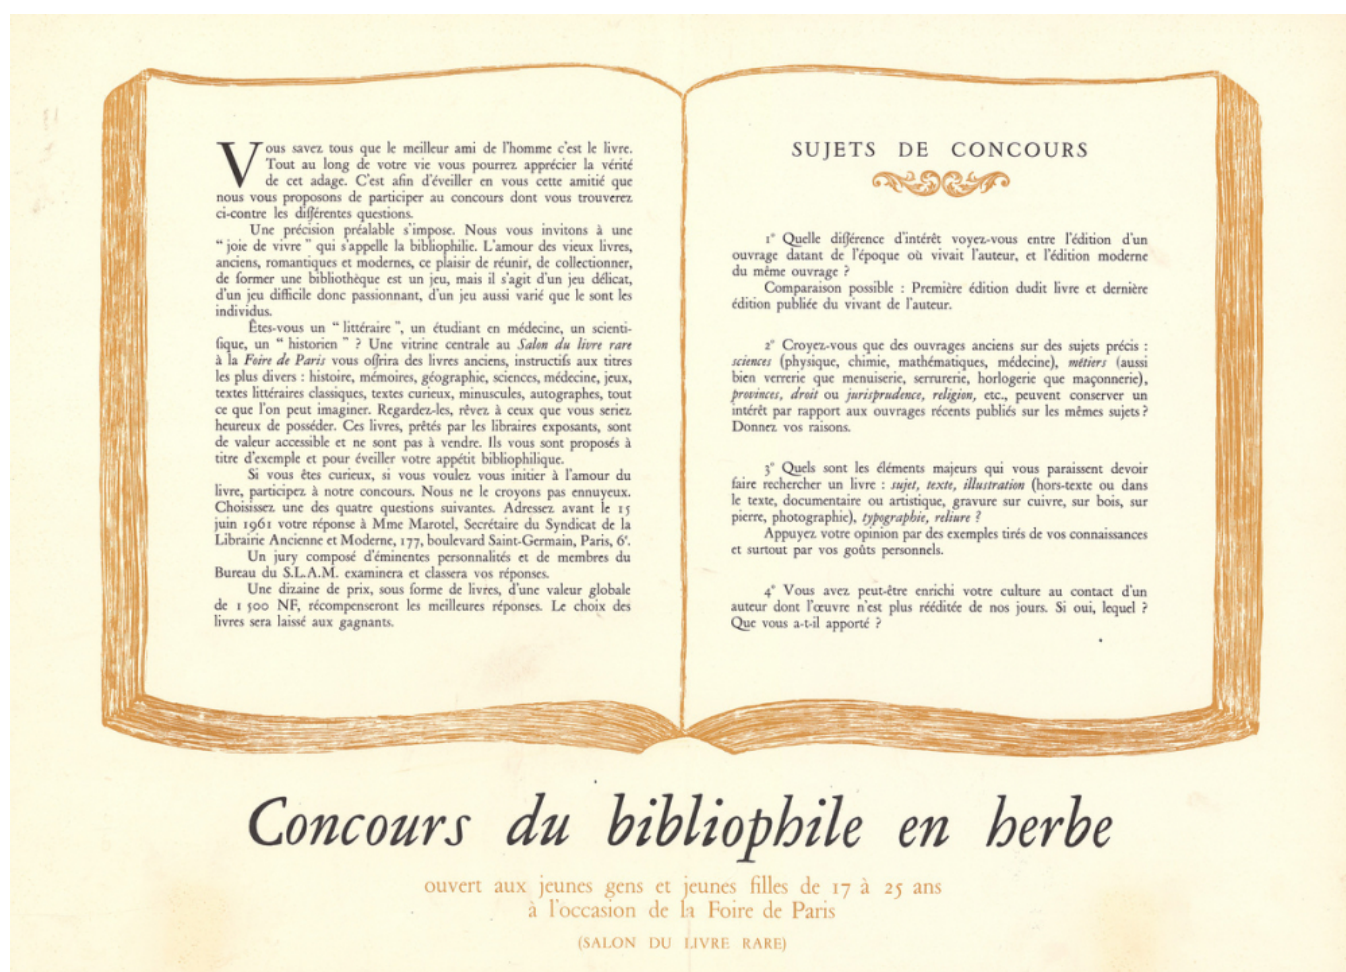 Vous savez tous que le meilleur ami de l'homme c'est le livre.
Tout au long de votre vie vous pourrez apprécier la vérité
de cet adage. C'est afin d'éveiller en vous cette amitié que
nous vous proposons de participer au concours dont vous trouverez
ci-contre les différentes questions.
Une précision préalable s'impose. Nous vous invitons à une
“ joie de vivre ” qui s'appelle la bibliophilie. L'amour des vieux livres,
anciens, romantiques et modernes, ce plaisir de réunir, de collectionner,
de former une bibliothèque est un jeu, mais il s'agit d'un jeu délicat,
d'un jeu difficile donc passionnant, d'un jeu aussi varié que le sont les
individus.
Êtes-vous un “ littéraire ”, un étudiant en médecine, un scienti-
fique, un “ historien ” ? Une vitrine centrale au Salon du livre rare
à la Foire de Paris vous offrira des livres anciens, instructifs aux titres
les plus divers : histoire, mémoires, géographie, sciences, médecine, jeux,
textes littéraires classiques, textes curieux, minuscules, autographes, tout
ce que l'on peut imaginer. Regardez-les, rêvez à ceux que vous seriez
heureux de posséder. Ces livres, prêtés par les libraires exposants, sont
de valeur accessible et ne sont pas à vendre. Ils vous sont proposés à
titre d'exemple et pour éveiller votre appétit bibliophilique.
Si vous êtes curieux, si vous voulez vous initier à l'amour du
livre, participez à notre concours. Nous ne le croyons pas ennuyeux.
Choisissez une des quatre questions suivantes. Adressez avant le 15
juin 1961 votre réponse à Mme Marotel, Secrétaire du Syndicat de la
Librairie Ancienne et Moderne, 177, boulevard Saint-Germain, Paris, 6e.
Un jury composé d'éminentes personnalités et de membres du
Bureau du S.L.A.M. examinera et classera vos réponses.
Une dizaine de prix, sous forme de livres, d'une valeur globale
de 1 500 NF, récompenseront les meilleures réponses. Le choix des
livres sera laissé aux gagnants.
SUJETS DE CONCOURS
1° Quelle différence d'intérêt voyez-vous entre l'édition d'un
ouvrage datant de l'époque où vivait l'auteur, et l'édition moderne
du même ouvrage ?
Comparaison possible : Première édition dudit livre et dernière
édition publiée du vivant de l'auteur.
2° Croyez-vous que des ouvrages anciens sur des sujets précis :
sciences (physique, chimie, mathématiques, médecine), métiers (aussi
bien verrerie que menuiserie, serrurerie, horlogerie que maçonnerie),
provinces, droit ou jurisprudence, religion, etc., peuvent conserver un
intérêt par rapport aux ouvrages récents publiés sur les mêmes sujets ?
Donnez vos raisons.
3° Quels sont les éléments majeurs qui vous paraissent devoir
faire rechercher un livre : sujet, texte, illustration (hors-texte ou dans
le texte, documentaire ou artistique, gravure sur cuivre, sur bois, sur
pierre, photographie), typographie, reliure ?
Appuyez votre opinion par des exemples tirés de vos connaissances
et surtout par vos goûts personnels.
4° Vous avez peut-être enrichi votre culture au contact d'un
auteur dont l'œuvre n'est plus rééditée de nos jours. Si oui, lequel ?
Que vous a-t-il apporté ?
Concours du bibliophile en herbe
ouvert aux jeunes gens et jeunes filles de 17 à 25 ans
à l'occasion de la Foire de Paris
(SALON DU LIVRE RARE)